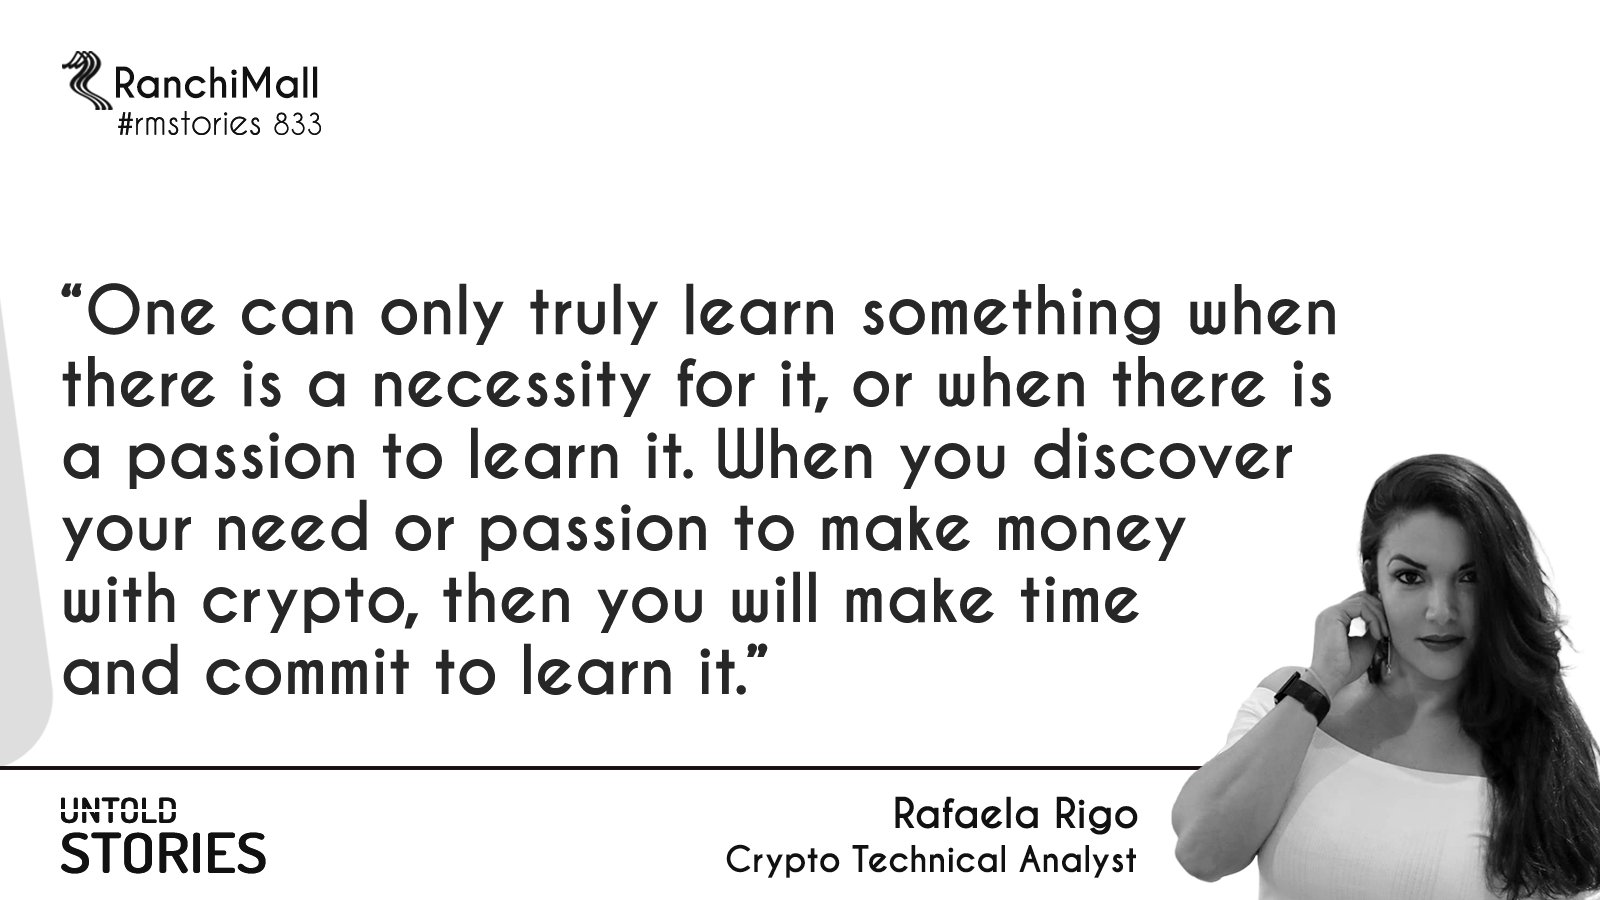 RanchiMall
#rmstories 833
“One can only truly learn something when
there is a necessity for it, or when there is
a passion to learn it. When you discover
your need or passion to make money
with crypto, then you will make time
and commit to learn it.”
UNTOLD
STORIES
Rafaela Rigo
Crypto Technical Analyst